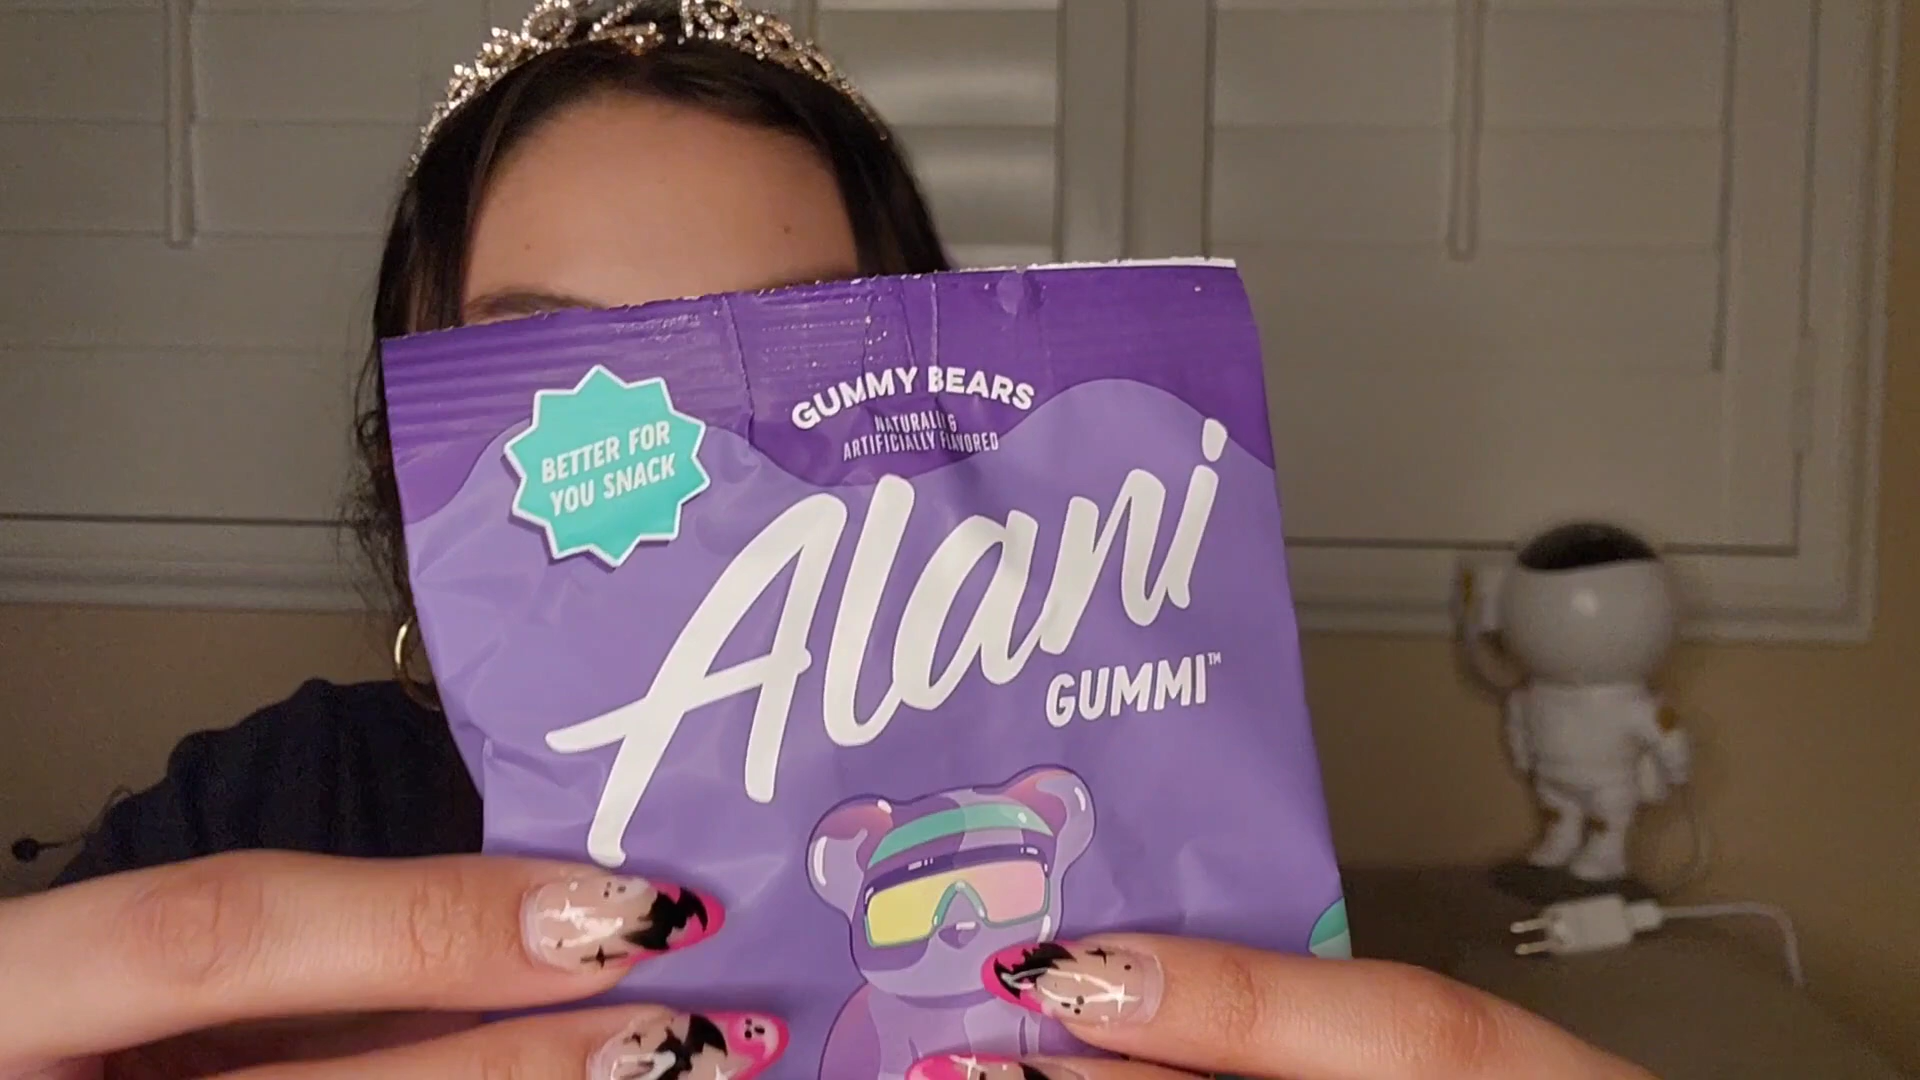 GUMMY BEARS
NATURALLY &
ARTIFICIALLY FLAVORED
BETTER FOR
YOU SNACK
Alani
GUMMI™